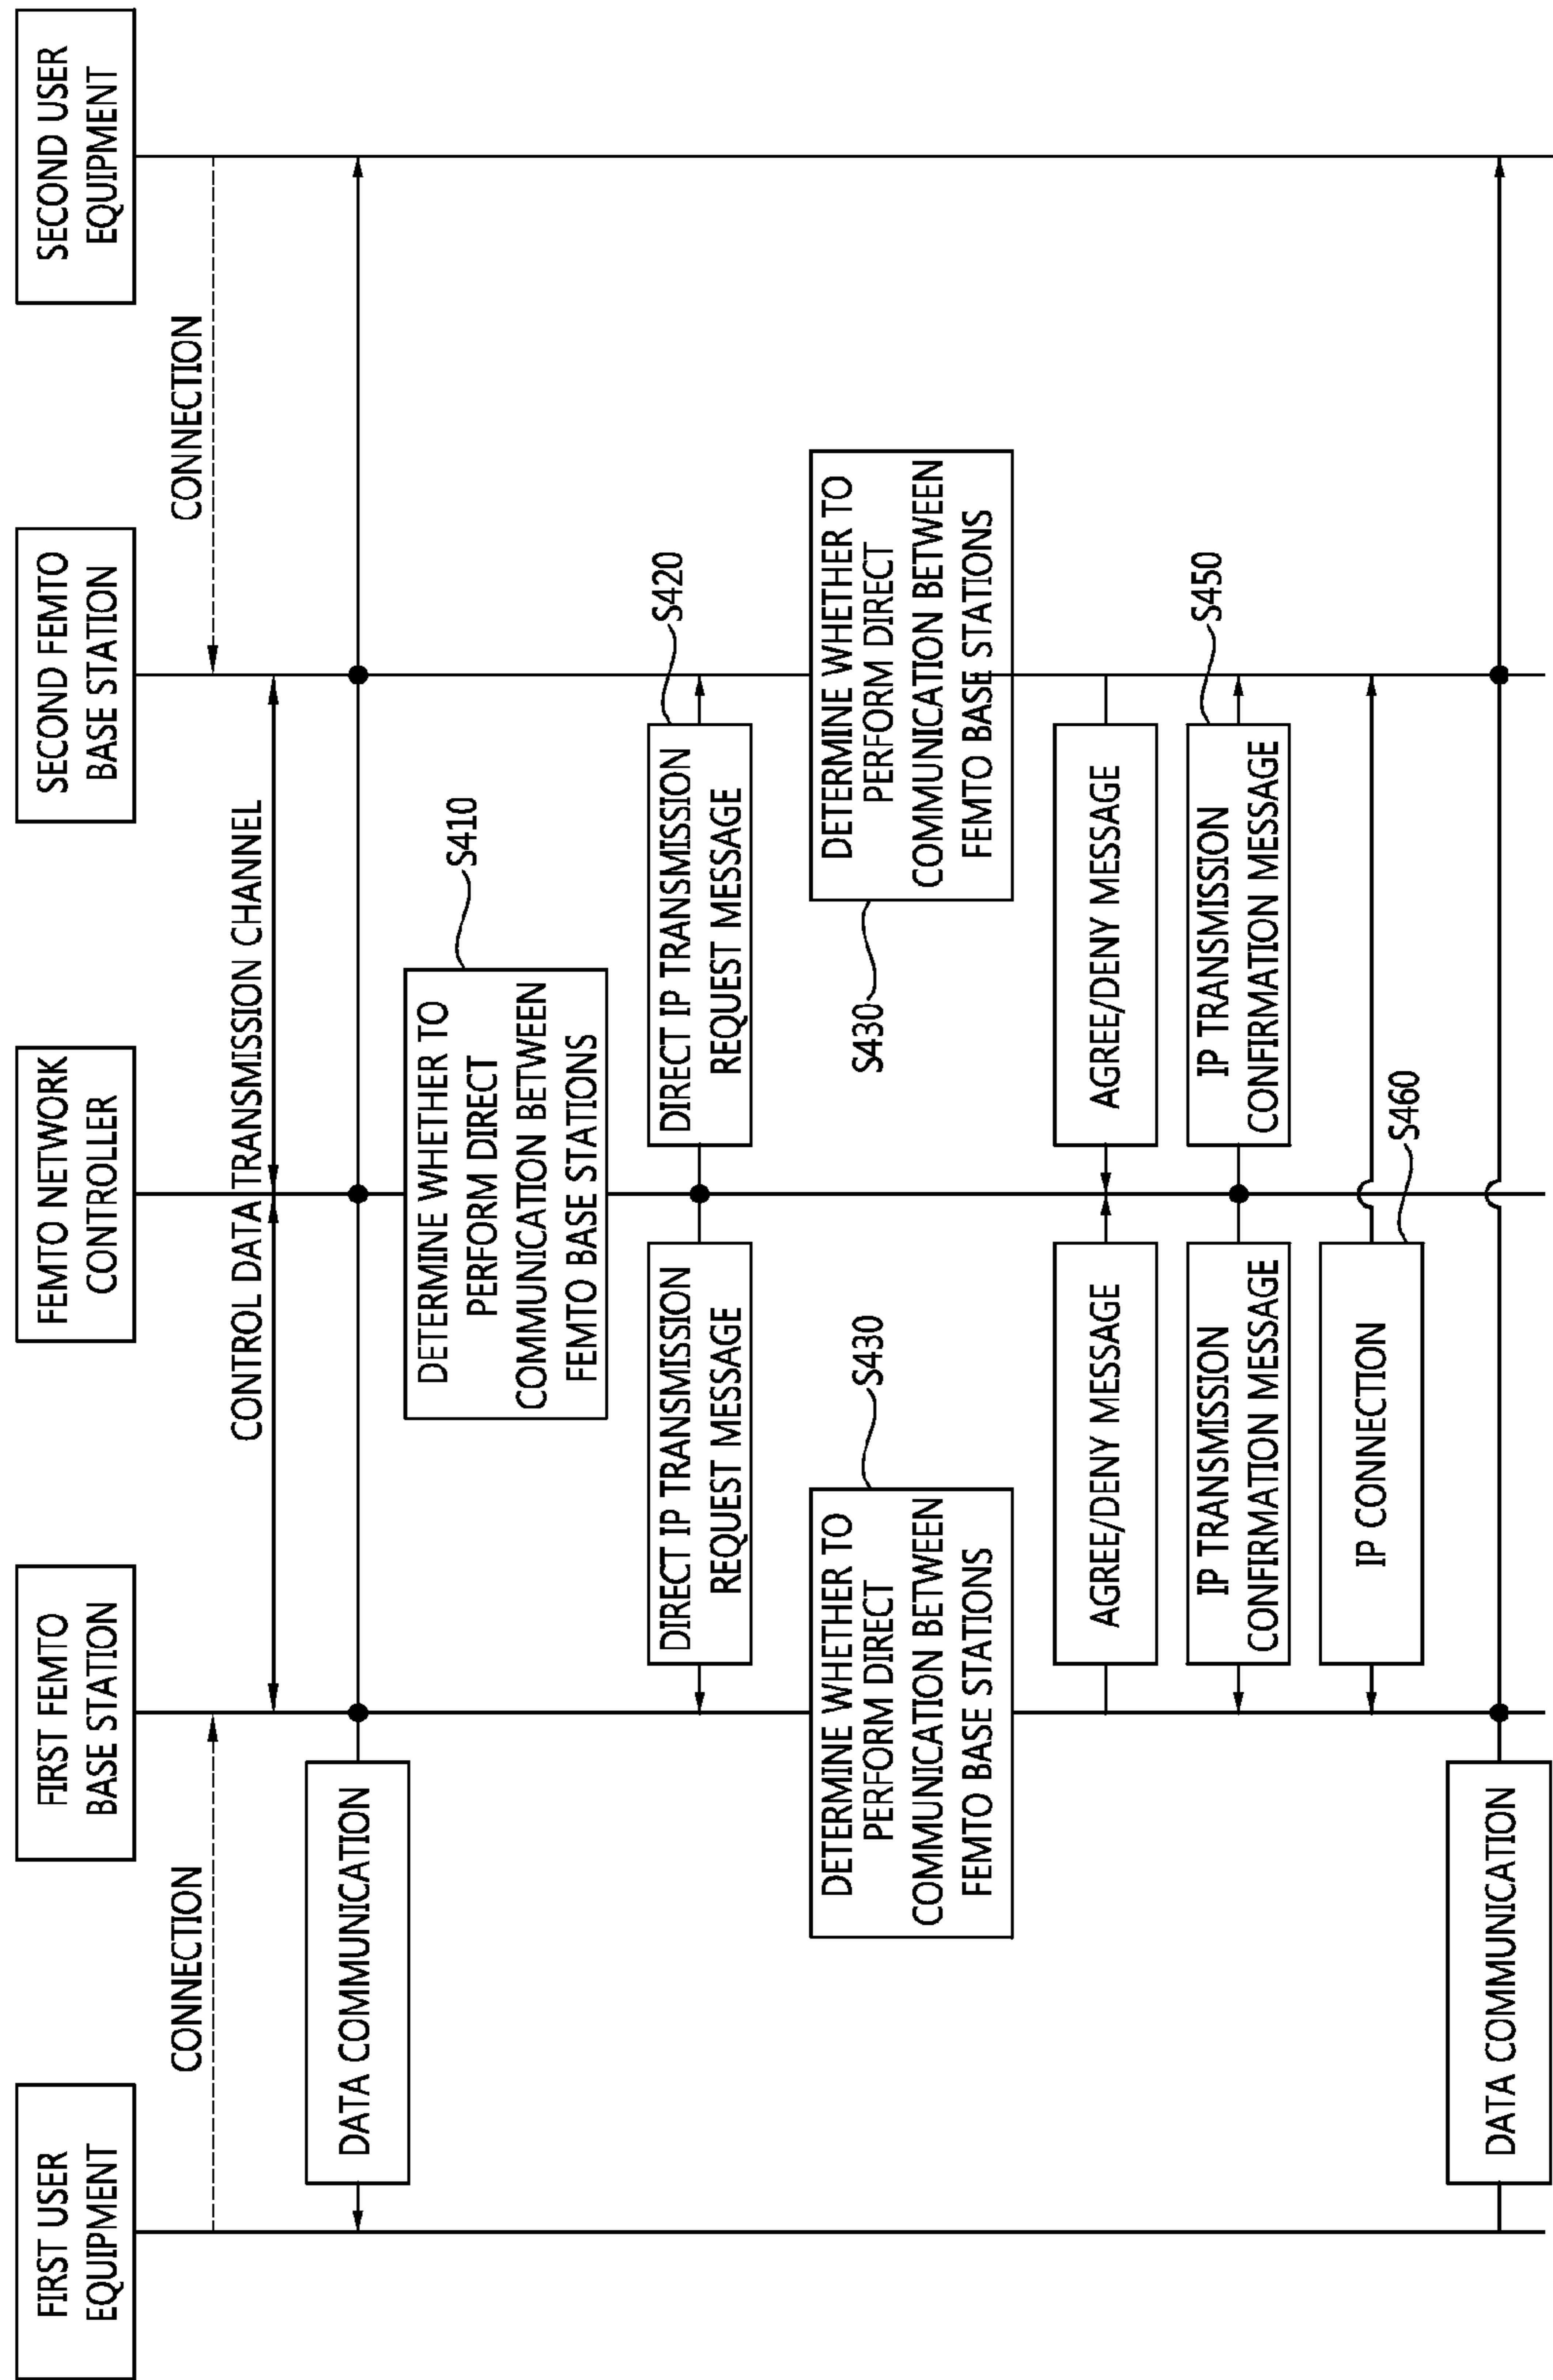 FIRST USER
EQUIPMENT
FIRST FEMTO
BASE STATION
FEMTO NETWORK
CONTROLLER
SECOND FEMTO
BASE STATION
SECOND USER
EQUIPMENT
CONNECTION
CONNECTION
CONTROL DATA TRANSMISSION CHANNEL
DATA COMMUNICATION
S410
DETERMINE WHETHER TO
PERFORM DIRECT
COMMUNICATION BETWEEN
FEMTO BASE STATIONS
S420
DIRECT IP TRANSMISSION
REQUEST MESSAGE
DIRECT IP TRANSMISSION
REQUEST MESSAGE
S430
DETERMINE WHETHER TO
PERFORM DIRECT
COMMUNICATION BETWEEN
FEMTO BASE STATIONS
S430
DETERMINE WHETHER TO
PERFORM DIRECT
COMMUNICATION BETWEEN
FEMTO BASE STATIONS
AGREE/DENY MESSAGE
AGREE/DENY MESSAGE
S450
IP TRANSMISSION
CONFIRMATION MESSAGE
IP TRANSMISSION
CONFIRMATION MESSAGE
IP CONNECTION
S460
DATA COMMUNICATION